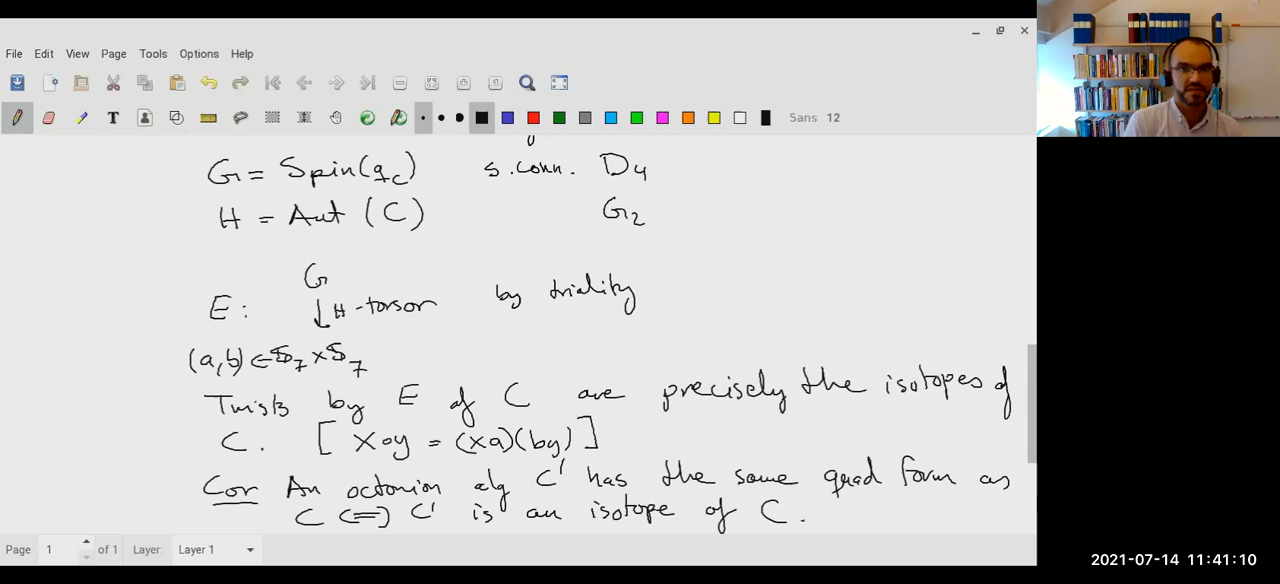 File Edit View Page Tools Options Help
Sans 12
G = Spin(q_C) s. conn. D_4
H = Aut (C) G_2
G
E: ↓ H-torsor by triality
(a,b) ∈ S_7 × S_7
Twists by E of C are precisely the isotopes of
C. [ x∘y = (xa)(by) ]
Cor An octonion alg C' has the same quad form as
C ⟺ C' is an isotope of C.
Page 1 of 1 Layer: Layer 1
2021-07-14 11:41:10